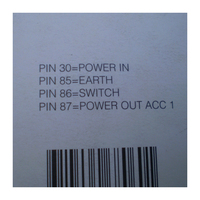 PIN 30=POWER IN
PIN 85=EARTH
PIN 86=SWITCH
PIN 87=POWER OUT ACC 1